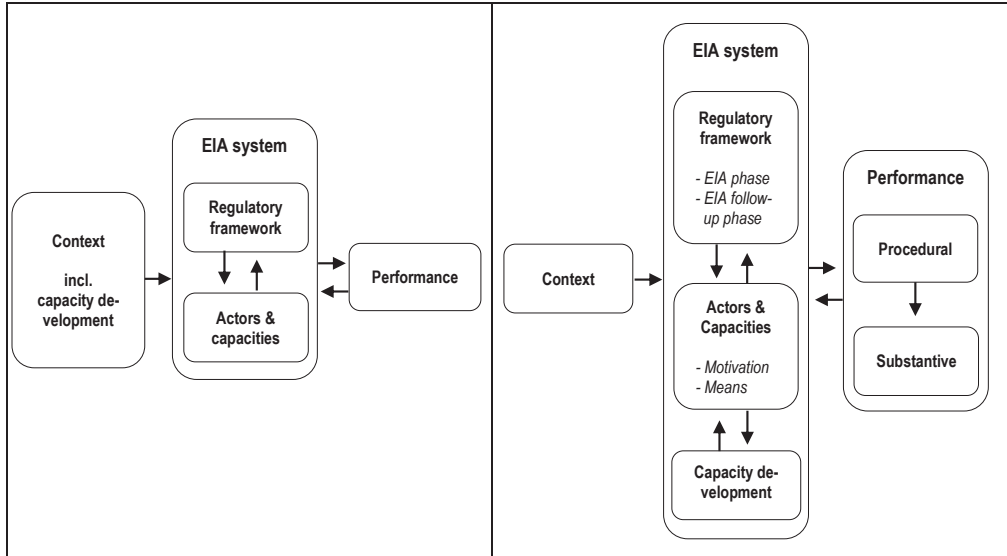 EIA system
Regulatory
framework
Context
incl.
capacity de-
velopment
Actors &
capacities
Performance
EIA system
Regulatory
framework
- EIA phase
- EIA follow-
up phase
Context
Actors &
Capacities
- Motivation
- Means
Capacity de-
velopment
Performance
Procedural
Substantive